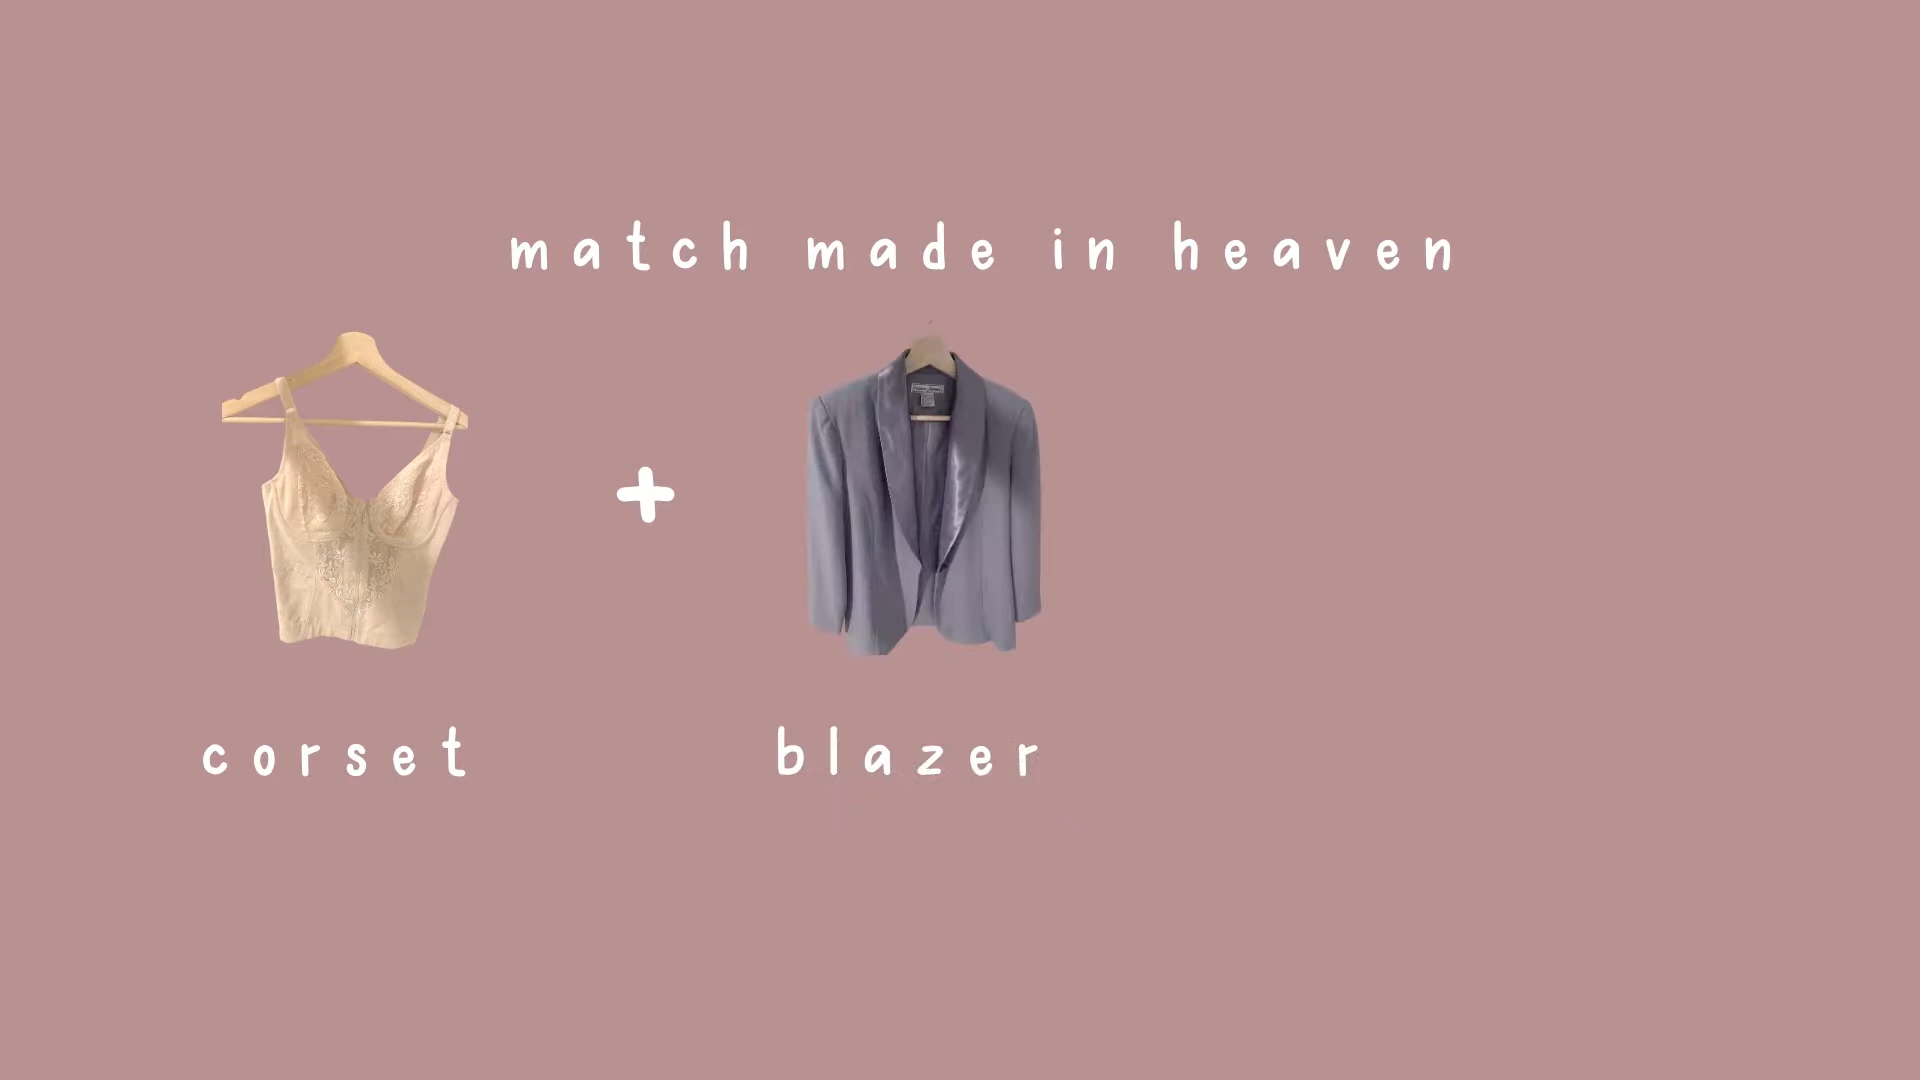 match made in heaven
+
corset
blazer